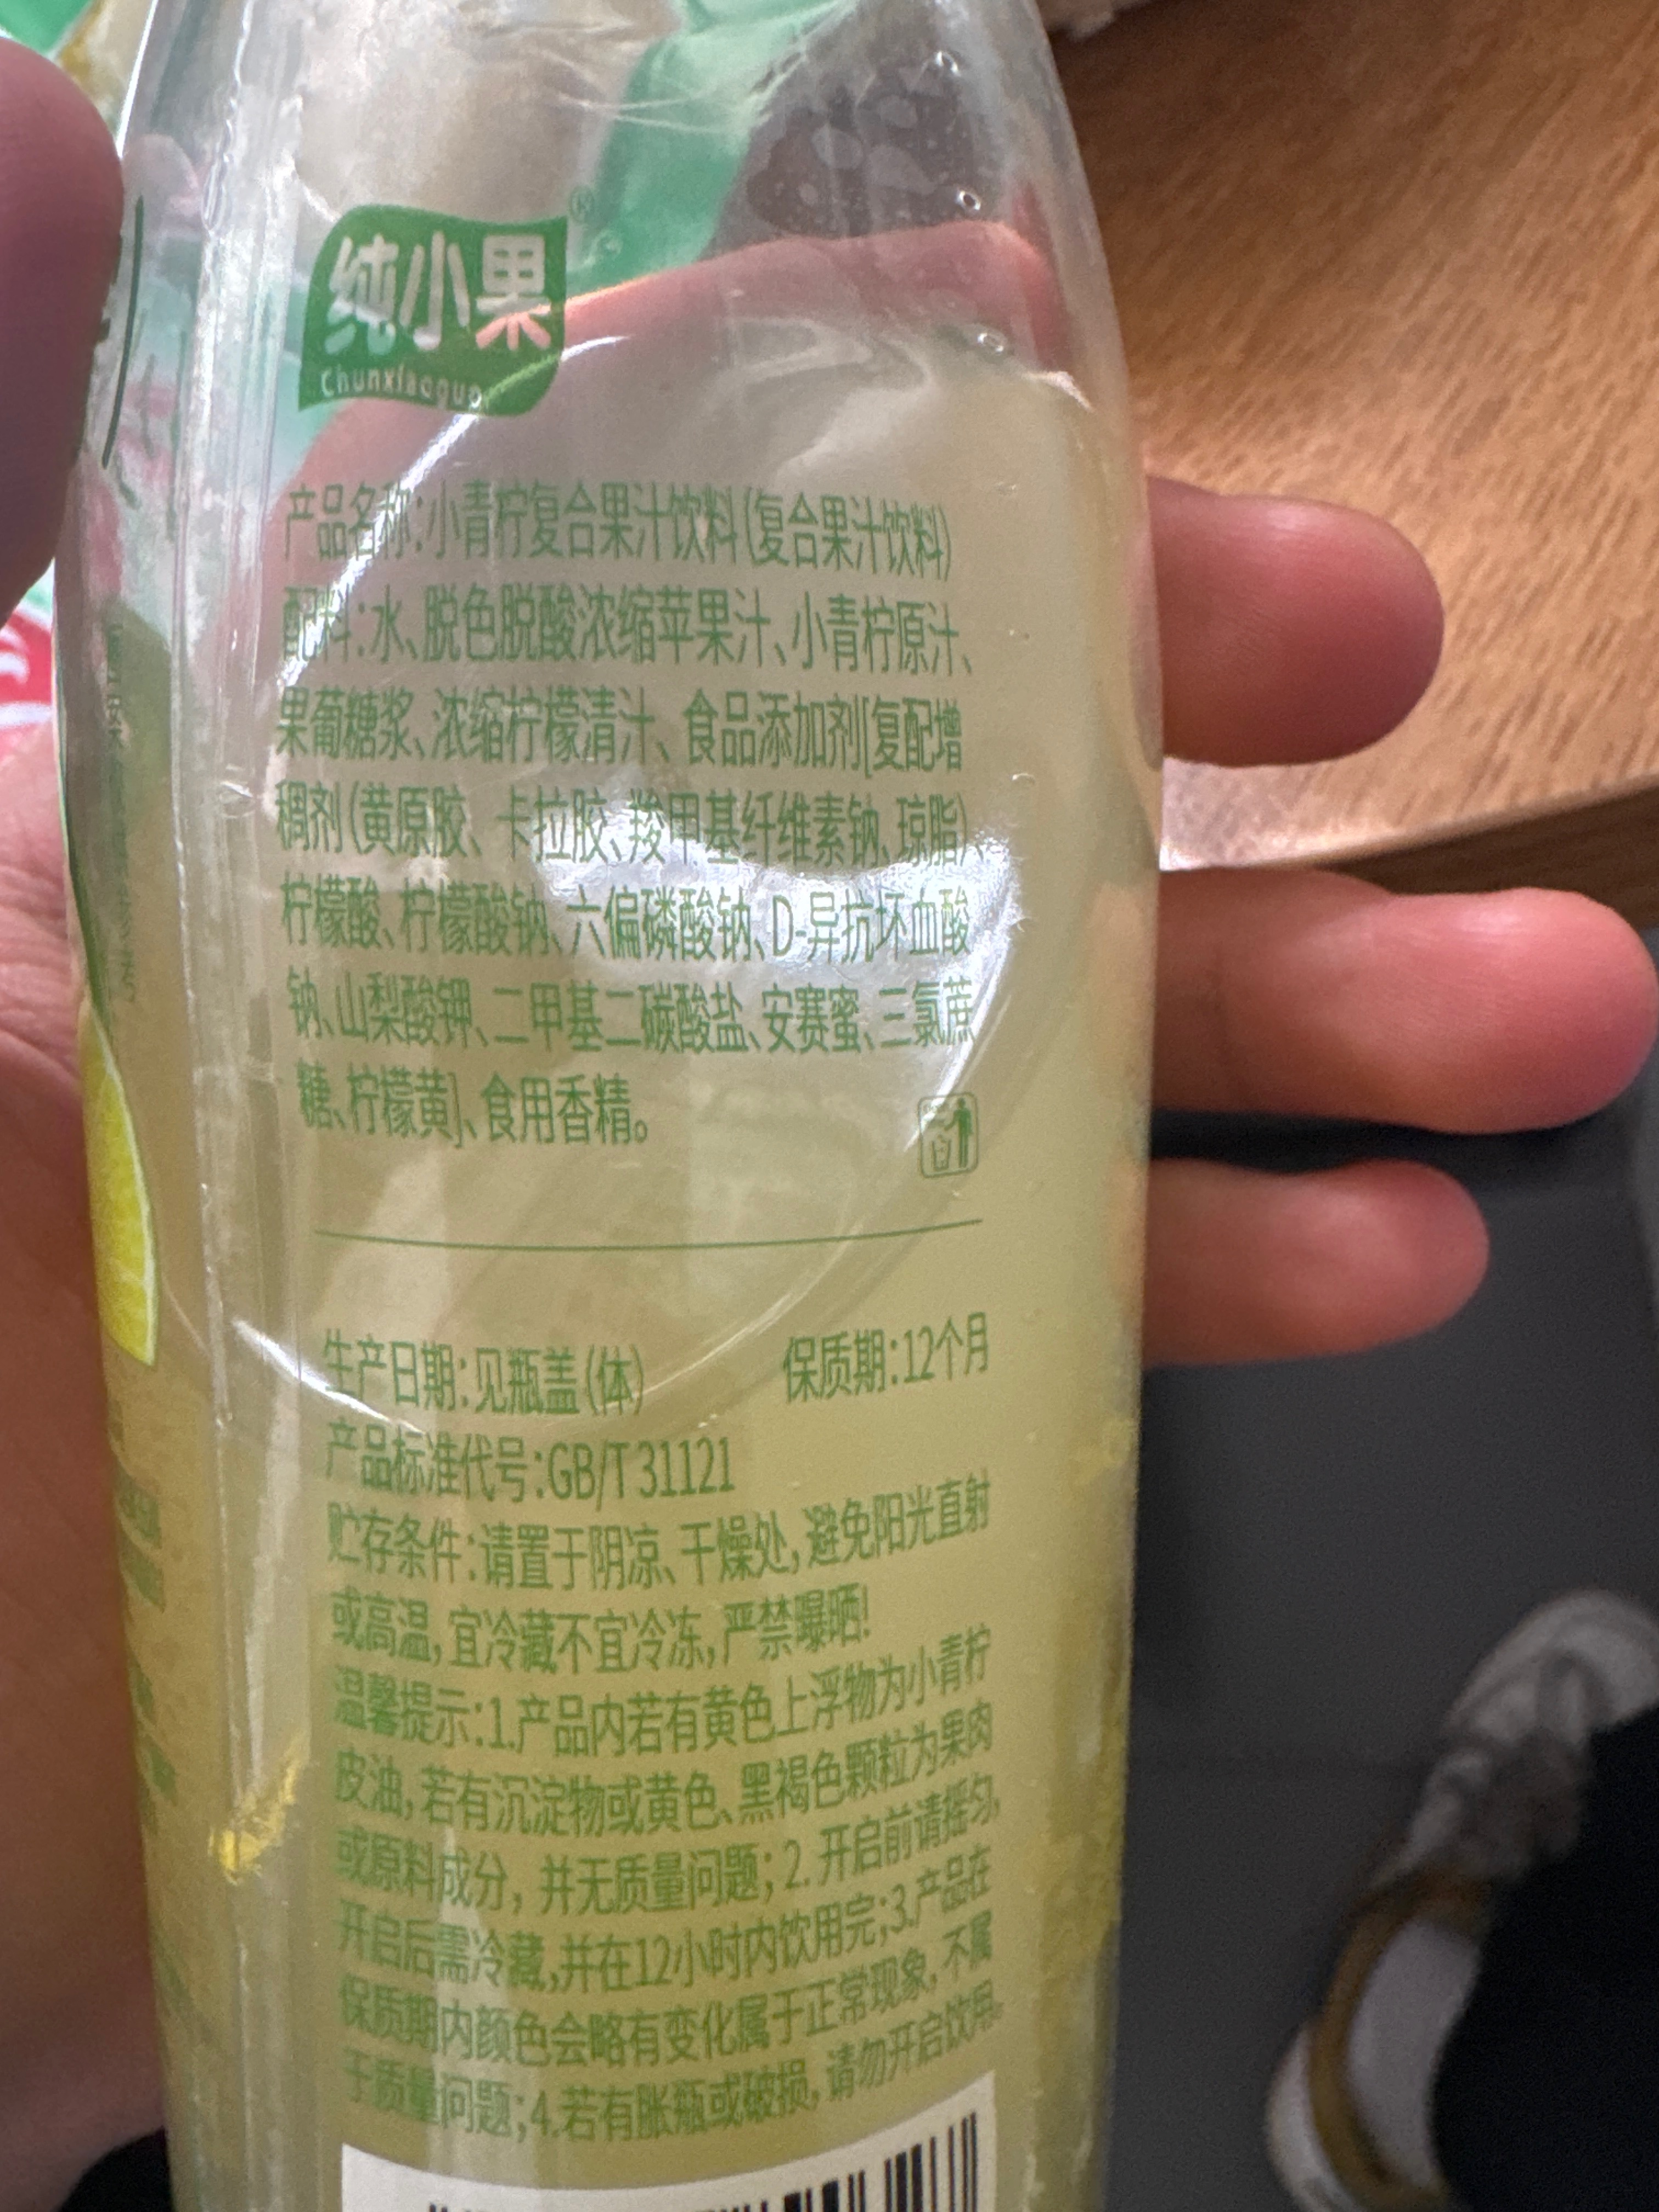 纯小果®
Chunxiaoguo
产品名称:小青柠复合果汁饮料(复合果汁饮料)
配料:水、脱色脱酸浓缩苹果汁、小青柠原汁、
果葡糖浆、浓缩柠檬清汁、食品添加剂[复配增
稠剂(黄原胶、卡拉胶、羧甲基纤维素钠、琼脂)、
柠檬酸、柠檬酸钠、六偏磷酸钠、D-异抗坏血酸
钠、山梨酸钾、二甲基二碳酸盐、安赛蜜、三氯蔗
糖、柠檬黄]、食用香精。
生产日期:见瓶盖(体) 保质期:12个月
产品标准代号:GB/T 31121
贮存条件:请置于阴凉、干燥处,避免阳光直射
或高温,宜冷藏不宜冷冻,严禁曝晒!
温馨提示:1.产品内若有黄色上浮物为小青柠
皮油,若有沉淀物或黄色、黑褐色颗粒为果肉
或原料成分,并无质量问题;2.开启前请摇匀,
开启后需冷藏,并在12小时内饮用完;3.产品在
保质期内颜色会略有变化属于正常现象,不属
于质量问题;4.若有胀瓶或破损,请勿开启饮用。